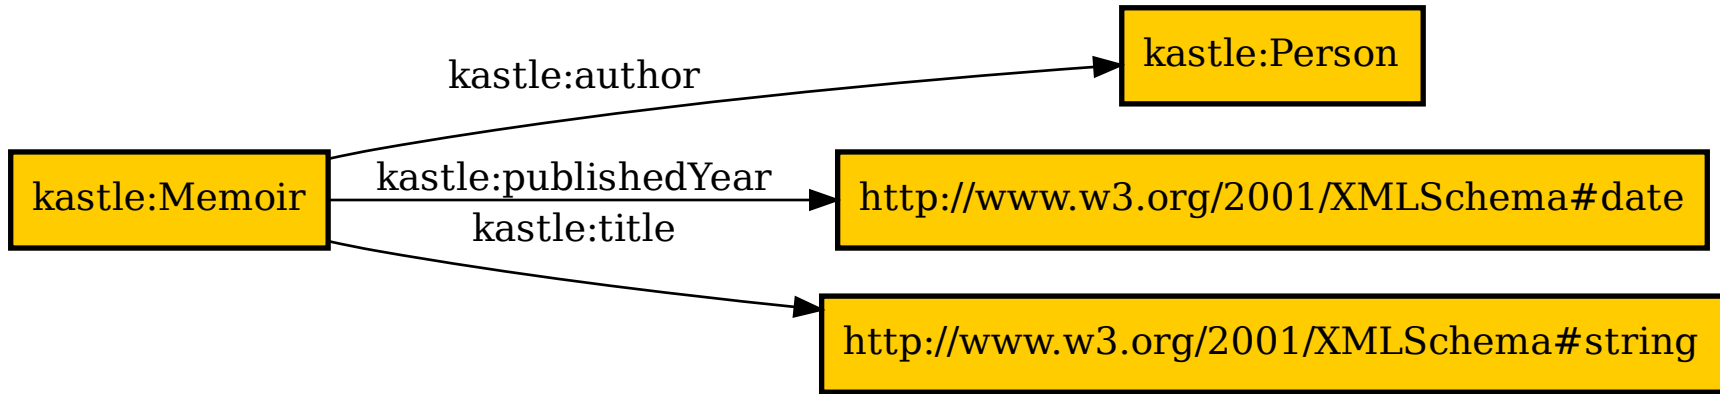 kastle:author
kastle:Person
kastle:Memoir
kastle:publishedYear
http://www.w3.org/2001/XMLSchema#date
kastle:title
http://www.w3.org/2001/XMLSchema#string